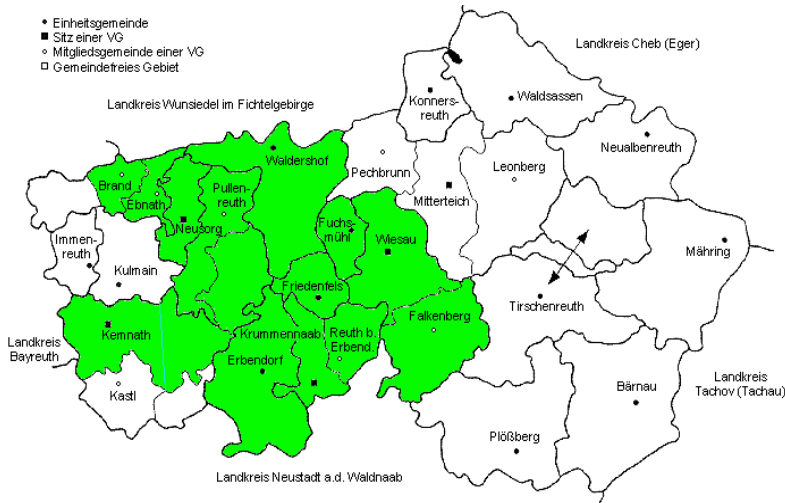 Einheitsgemeinde
Sitz einer VG
Mitgliedsgemeinde einer VG
Gemeindefreies Gebiet
Landkreis Cheb (Eger)
Landkreis Wunsiedel im Fichtelgebirge
Konners-
reuth
Waldsassen
Neualbenreuth
Waldershof
Pechbrunn
Leonberg
Mitterteich
Brand
Ebnath
Pullen-
reuth
Neusorg
Fuchs-
mühl
Wiesau
Immen-
reuth
Kulmain
Mähring
Friedenfels
Tirschenreuth
Falkenberg
Kemnath
Krummennaab
Reuth b.
Erbend.
Landkreis
Bayreuth
Erbendorf
Kastl
Bärnau
Landkreis
Tachov (Tachau)
Plößberg
Landkreis Neustadt a.d. Waldnaab